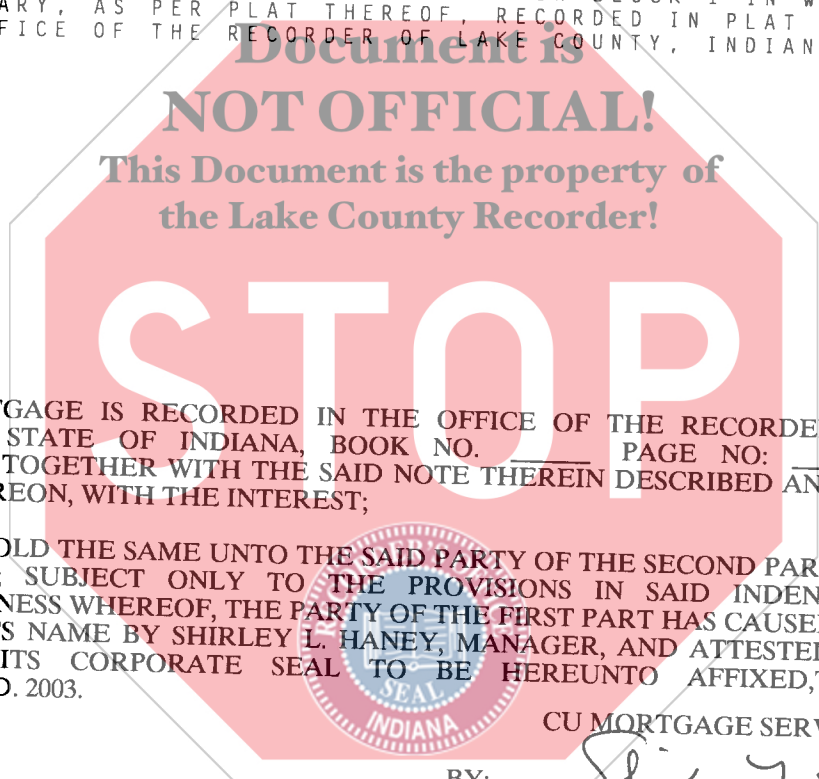 ARY, AS PER PLAT THEREOF, RECORDED IN PLAT
FICE OF THE RECORDER OF LAKE COUNTY, INDIAN
Document is
NOT OFFICIAL!
This Document is the property of
the Lake County Recorder!
STOP
TGAGE IS RECORDED IN THE OFFICE OF THE RECORDE
STATE OF INDIANA, BOOK NO. ______ PAGE NO: __
TOGETHER WITH THE SAID NOTE THEREIN DESCRIBED AN
REON, WITH THE INTEREST;
OLD THE SAME UNTO THE SAID PARTY OF THE SECOND PAR
; SUBJECT ONLY TO THE PROVISIONS IN SAID INDEN
NESS WHEREOF, THE PARTY OF THE FIRST PART HAS CAUSE
'S NAME BY SHIRLEY L. HANEY, MANAGER, AND ATTESTE
ITS CORPORATE SEAL TO BE HEREUNTO AFFIXED,
D. 2003.
SEAL
INDIANA
CU MORTGAGE SERV
BY: